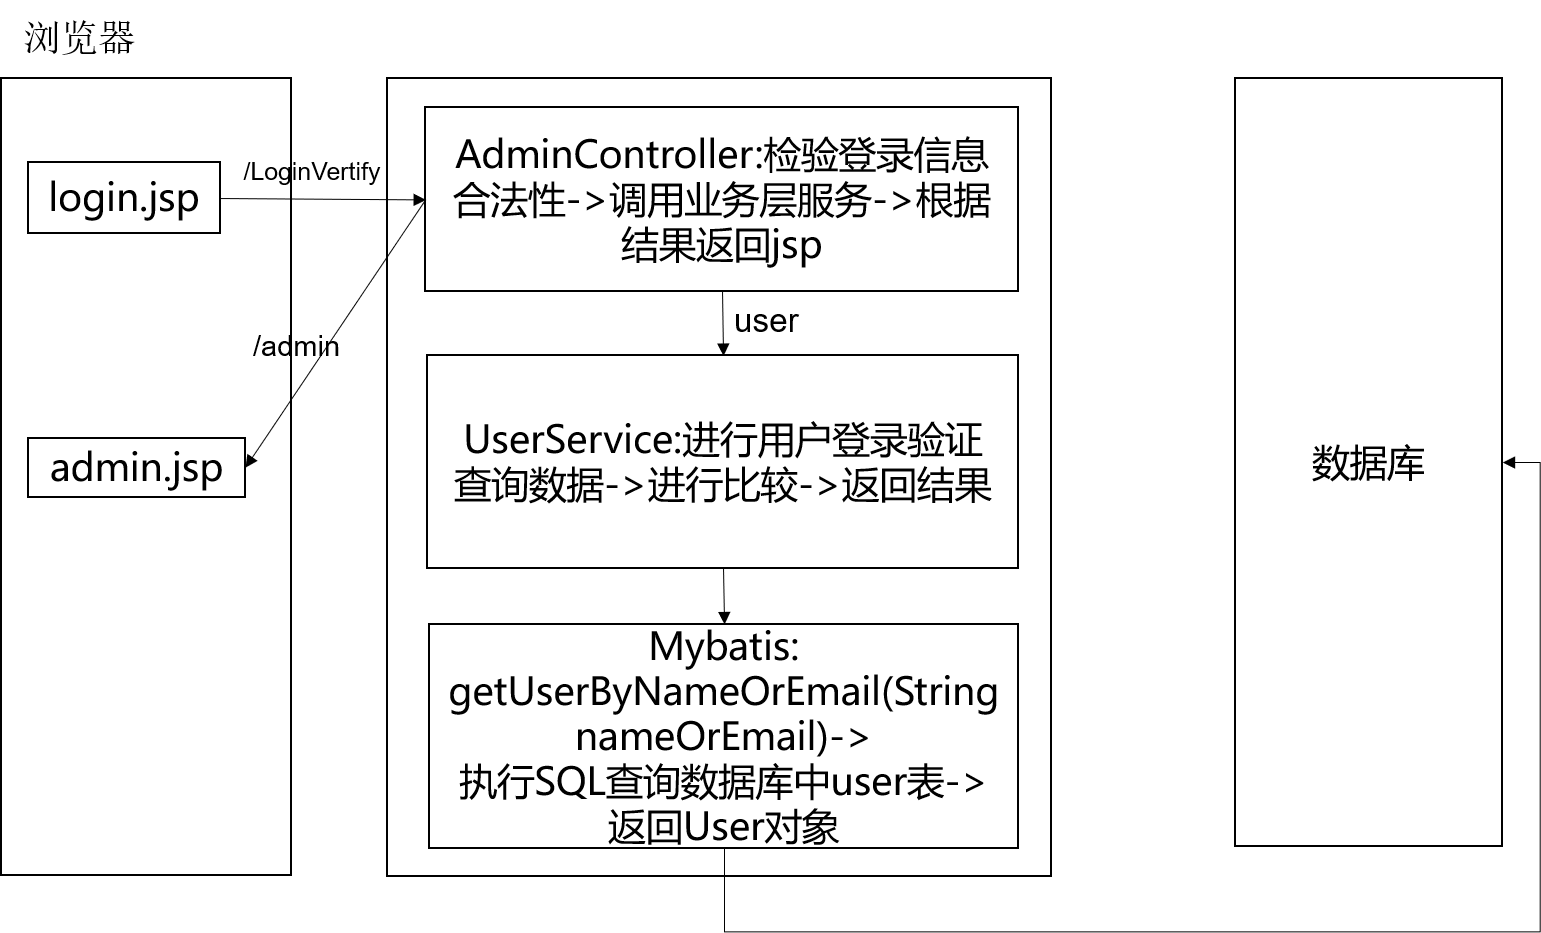 浏览器
login.jsp
/LoginVertify
AdminController:检验登录信息
合法性->调用业务层服务->根据
结果返回jsp
user
/admin
admin.jsp
UserService:进行用户登录验证
查询数据->进行比较->返回结果
Mybatis:
getUserByNameOrEmail(String
nameOrEmail)->
执行SQL查询数据库中user表->
返回User对象
数据库